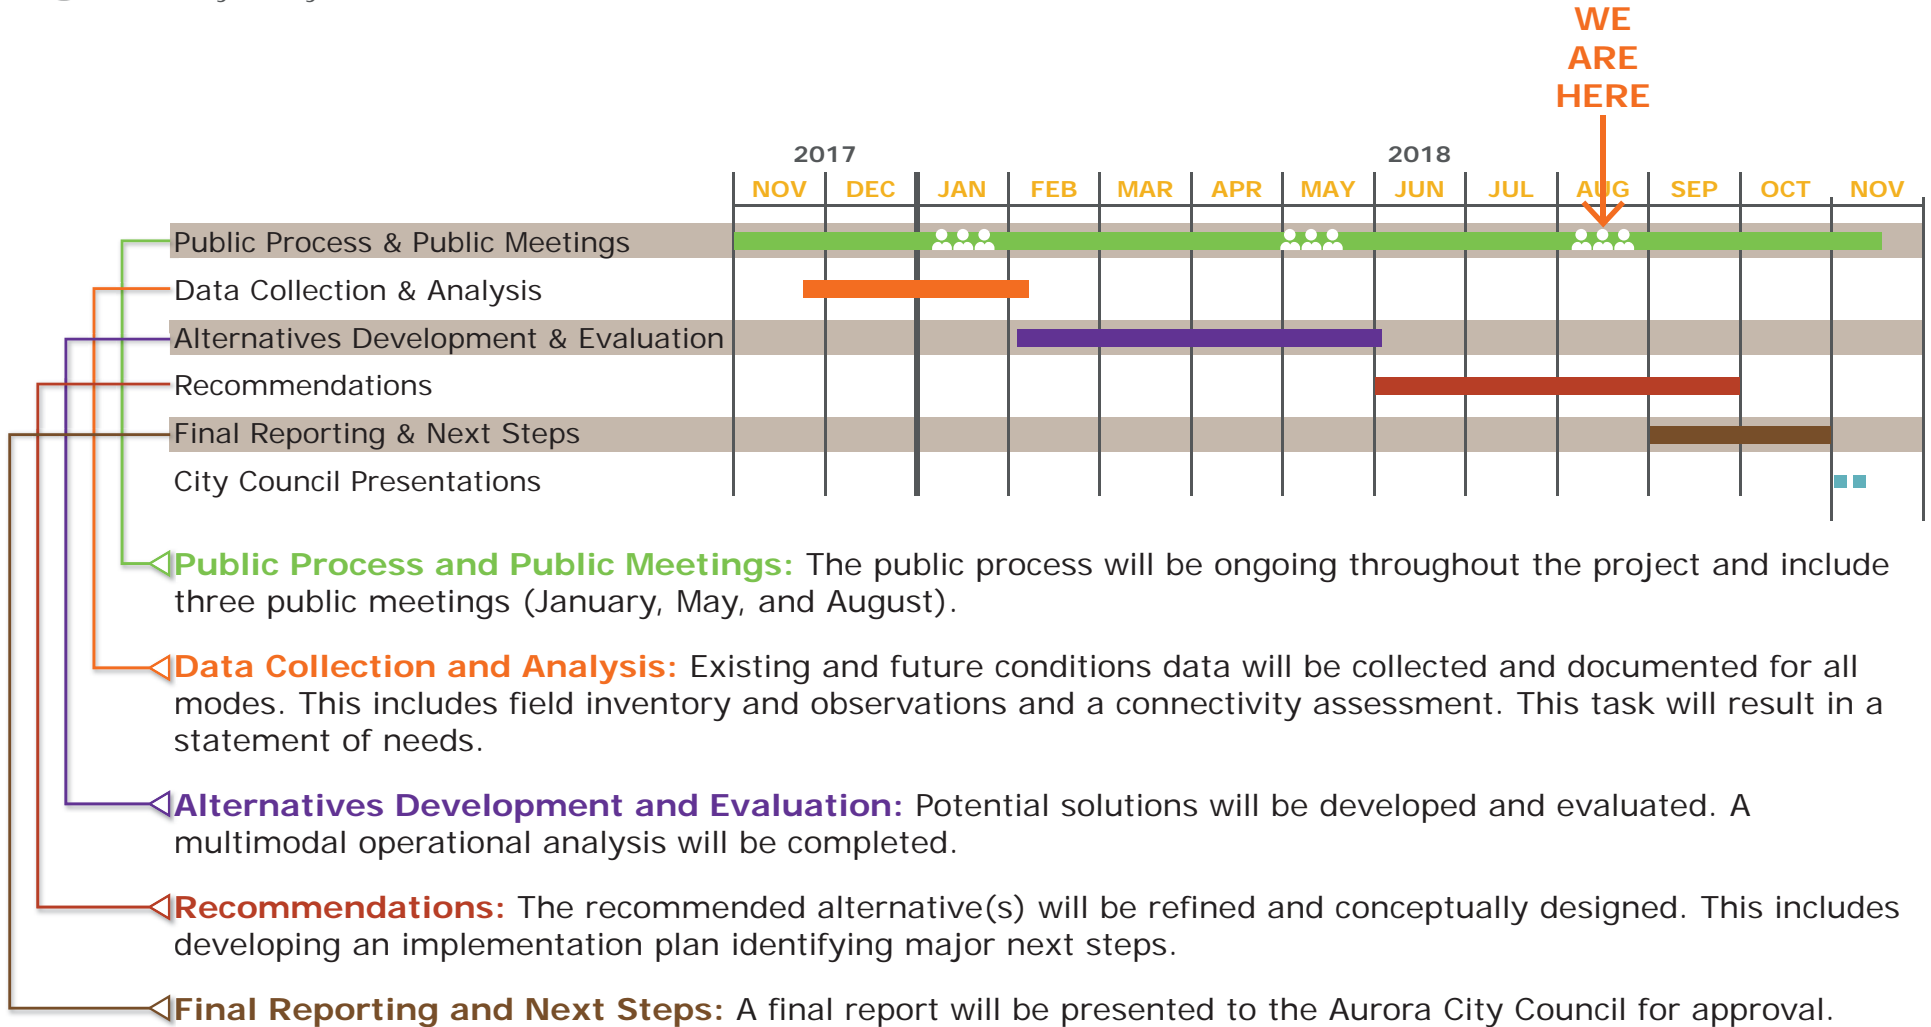 WE
ARE
HERE
2017 2018
NOV DEC JAN FEB MAR APR MAY JUN JUL AUG SEP OCT NOV
Public Process & Public Meetings
Data Collection & Analysis
Alternatives Development & Evaluation
Recommendations
Final Reporting & Next Steps
City Council Presentations
Public Process and Public Meetings: The public process will be ongoing throughout the project and include
three public meetings (January, May, and August).
Data Collection and Analysis: Existing and future conditions data will be collected and documented for all
modes. This includes field inventory and observations and a connectivity assessment. This task will result in a
statement of needs.
Alternatives Development and Evaluation: Potential solutions will be developed and evaluated. A
multimodal operational analysis will be completed.
Recommendations: The recommended alternative(s) will be refined and conceptually designed. This includes
developing an implementation plan identifying major next steps.
Final Reporting and Next Steps: A final report will be presented to the Aurora City Council for approval.